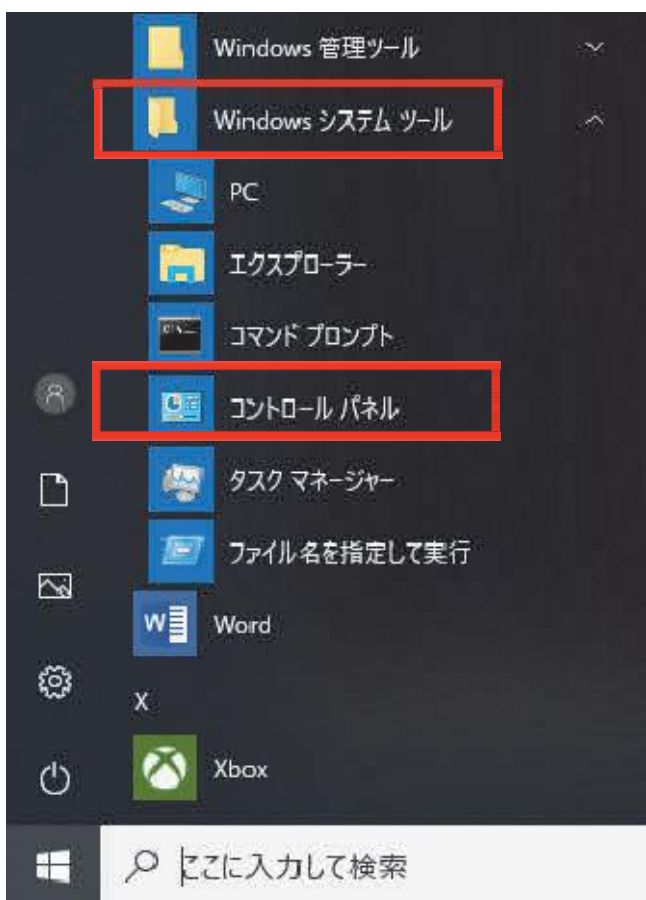 Windows 管理ツール
Windows システム ツール
PC
エクスプローラー
コマンド プロンプト
コントロール パネル
タスク マネージャー
ファイル名を指定して実行
Word
X
Xbox
ここに入力して検索